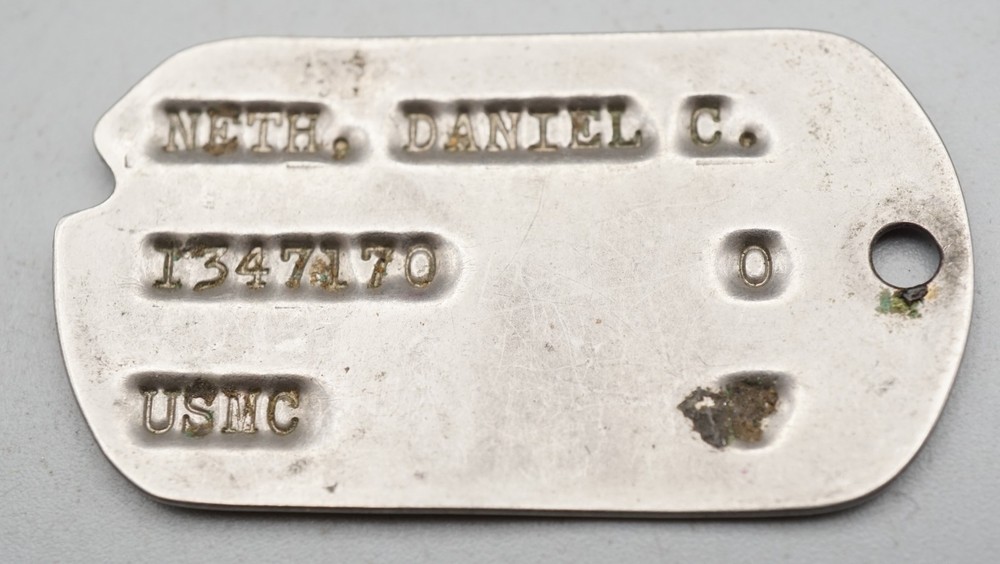 NETH, DANIEL C.
1347170 O
USMC